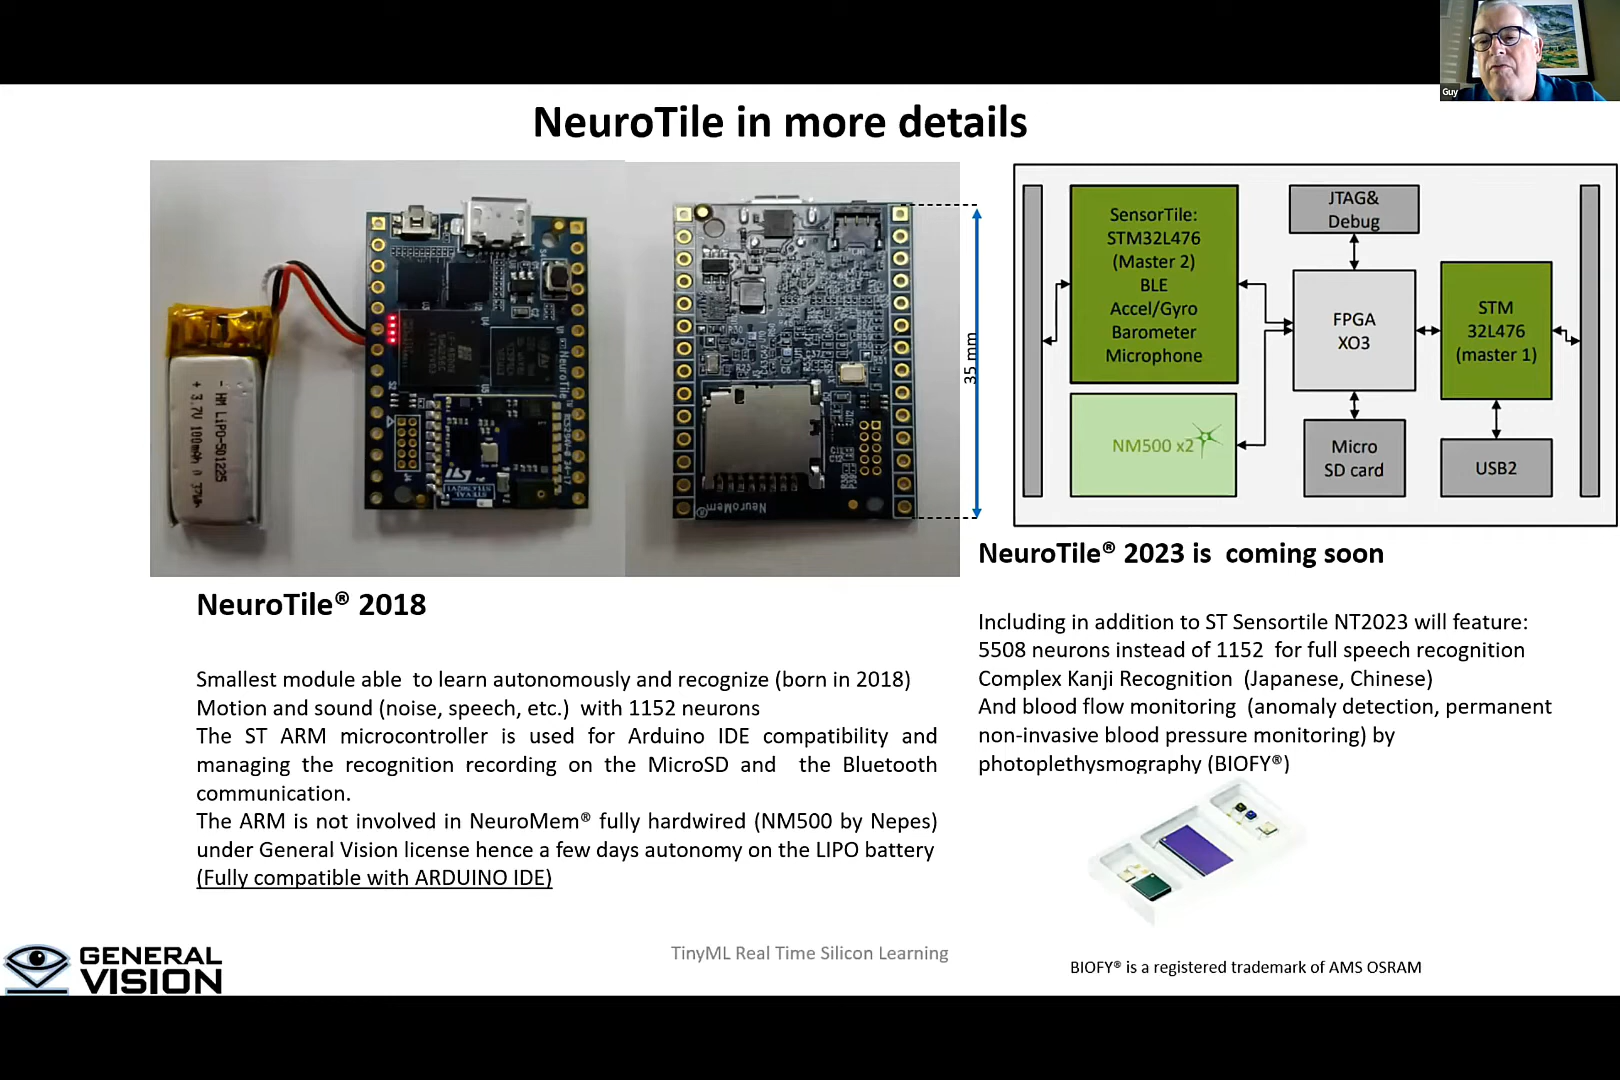 Guy
NeuroTile in more details
- HM LiPO-501225
+ 3.7V 100mAh
NeuroTile
NeuroMem®
35 mm
SensorTile:
STM32L476
(Master 2)
BLE
Accel/Gyro
Barometer
Microphone
NM500 x2
JTAG&
Debug
FPGA
XO3
Micro
SD card
STM
32L476
(master 1)
USB2
NeuroTile® 2018
Smallest module able to learn autonomously and recognize (born in 2018)
Motion and sound (noise, speech, etc.) with 1152 neurons
The ST ARM microcontroller is used for Arduino IDE compatibility and
managing the recognition recording on the MicroSD and the Bluetooth
communication.
The ARM is not involved in NeuroMem® fully hardwired (NM500 by Nepes)
under General Vision license hence a few days autonomy on the LIPO battery
(Fully compatible with ARDUINO IDE)
NeuroTile® 2023 is coming soon
Including in addition to ST Sensortile NT2023 will feature:
5508 neurons instead of 1152 for full speech recognition
Complex Kanji Recognition (Japanese, Chinese)
And blood flow monitoring (anomaly detection, permanent
non-invasive blood pressure monitoring) by
photoplethysmography (BIOFY®)
GENERAL
VISION
TinyML Real Time Silicon Learning
BIOFY® is a registered trademark of AMS OSRAM